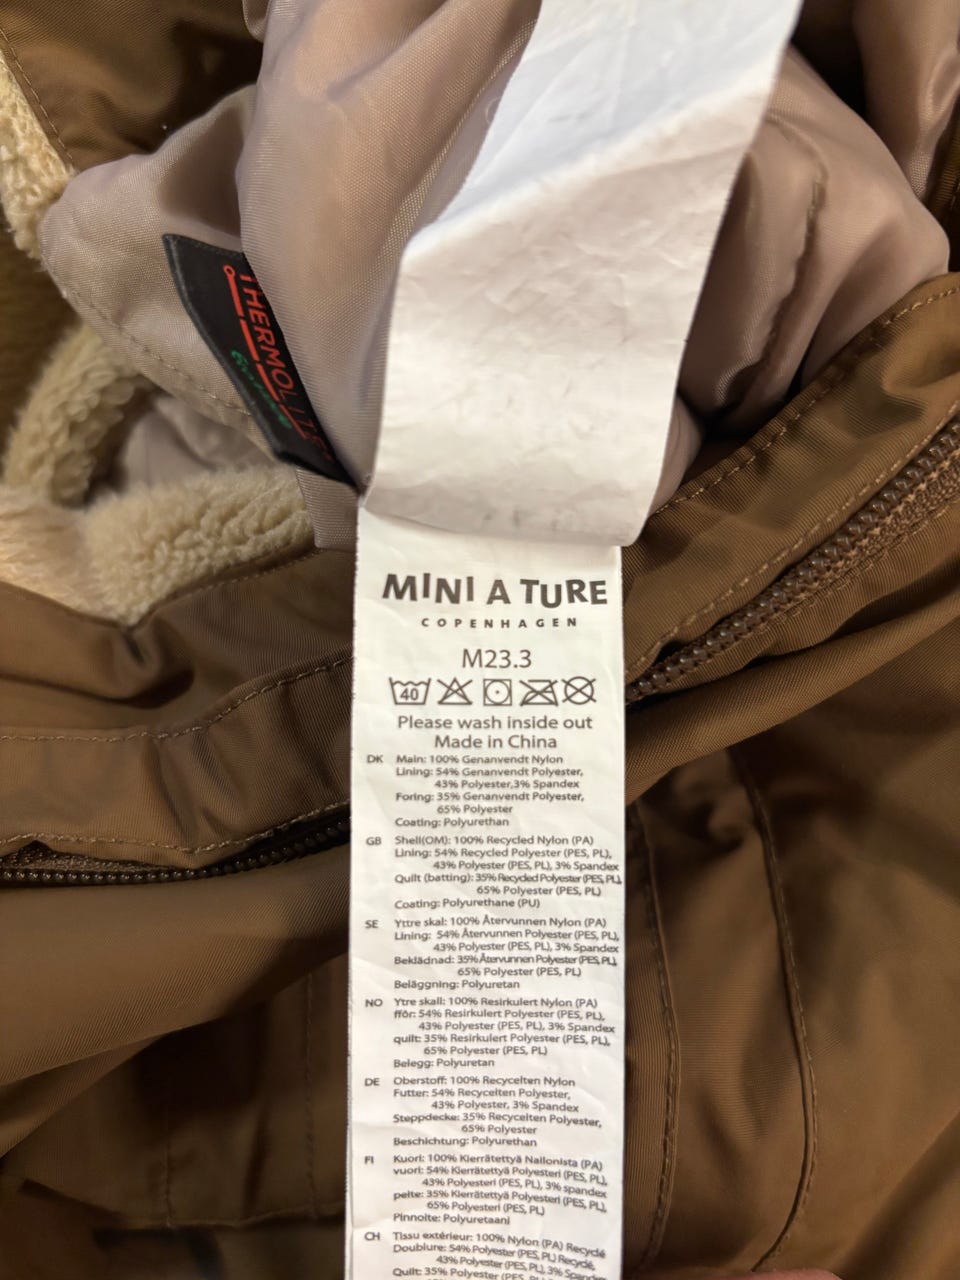 THERMOLITE
MINI A TURE
COPENHAGEN
M23.3
40
Please wash inside out
Made in China
DK Main: 100% Genanvendt Nylon
Lining: 54% Genanvendt Polyester,
43% Polyester,3% Spandex
Foring: 35% Genanvendt Polyester,
65% Polyester
Coating: Polyurethan
GB Shell(OM): 100% Recycled Nylon (PA)
Lining: 54% Recycled Polyester (PES, PL),
43% Polyester (PES, PL), 3% Spandex
Quilt (batting): 35% Recycled Polyester (PES, PL),
65% Polyester (PES, PL)
Coating: Polyurethane (PU)
SE Yttre skal: 100% Återvunnen Nylon (PA)
Lining: 54% Återvunnen Polyester (PES, PL),
43% Polyester (PES, PL), 3% Spandex
Beklädnad: 35% Återvunnen Polyester (PES, PL),
65% Polyester (PES, PL)
Beläggning: Polyuretan
NO Ytre skall: 100% Resirkulert Nylon (PA)
ffôr: 54% Resirkulert Polyester (PES, PL),
43% Polyester (PES, PL), 3% Spandex
quilt: 35% Resirkulert Polyester (PES, PL),
65% Polyester (PES, PL)
Belegg: Polyuretan
DE Oberstoff: 100% Recycelten Nylon
Futter: 54% Recycelten Polyester,
43% Polyester, 3% Spandex
Steppdecke: 35% Recycelten Polyester,
65% Polyester
Beschichtung: Polyurethan
FI Kuori: 100% Kierrätettyä Nailonista (PA)
vuori: 54% Kierrätettyä Polyesteri (PES, PL),
43% Polyesteri (PES, PL), 3% spandex
peite: 35% Kierrätettyä Polyesteri (PES, PL),
65% Polyesteri (PES, PL)
Pinnoite: Polyuretaani
CH Tissu extérieur: 100% Nylon (PA) Recyclé
Doublure: 54% Polyester (PES, PL) Recyclé,
43% Polyester (PES, PL), 3% Spandex
Quilt: 35% Polyester (PES, PL)